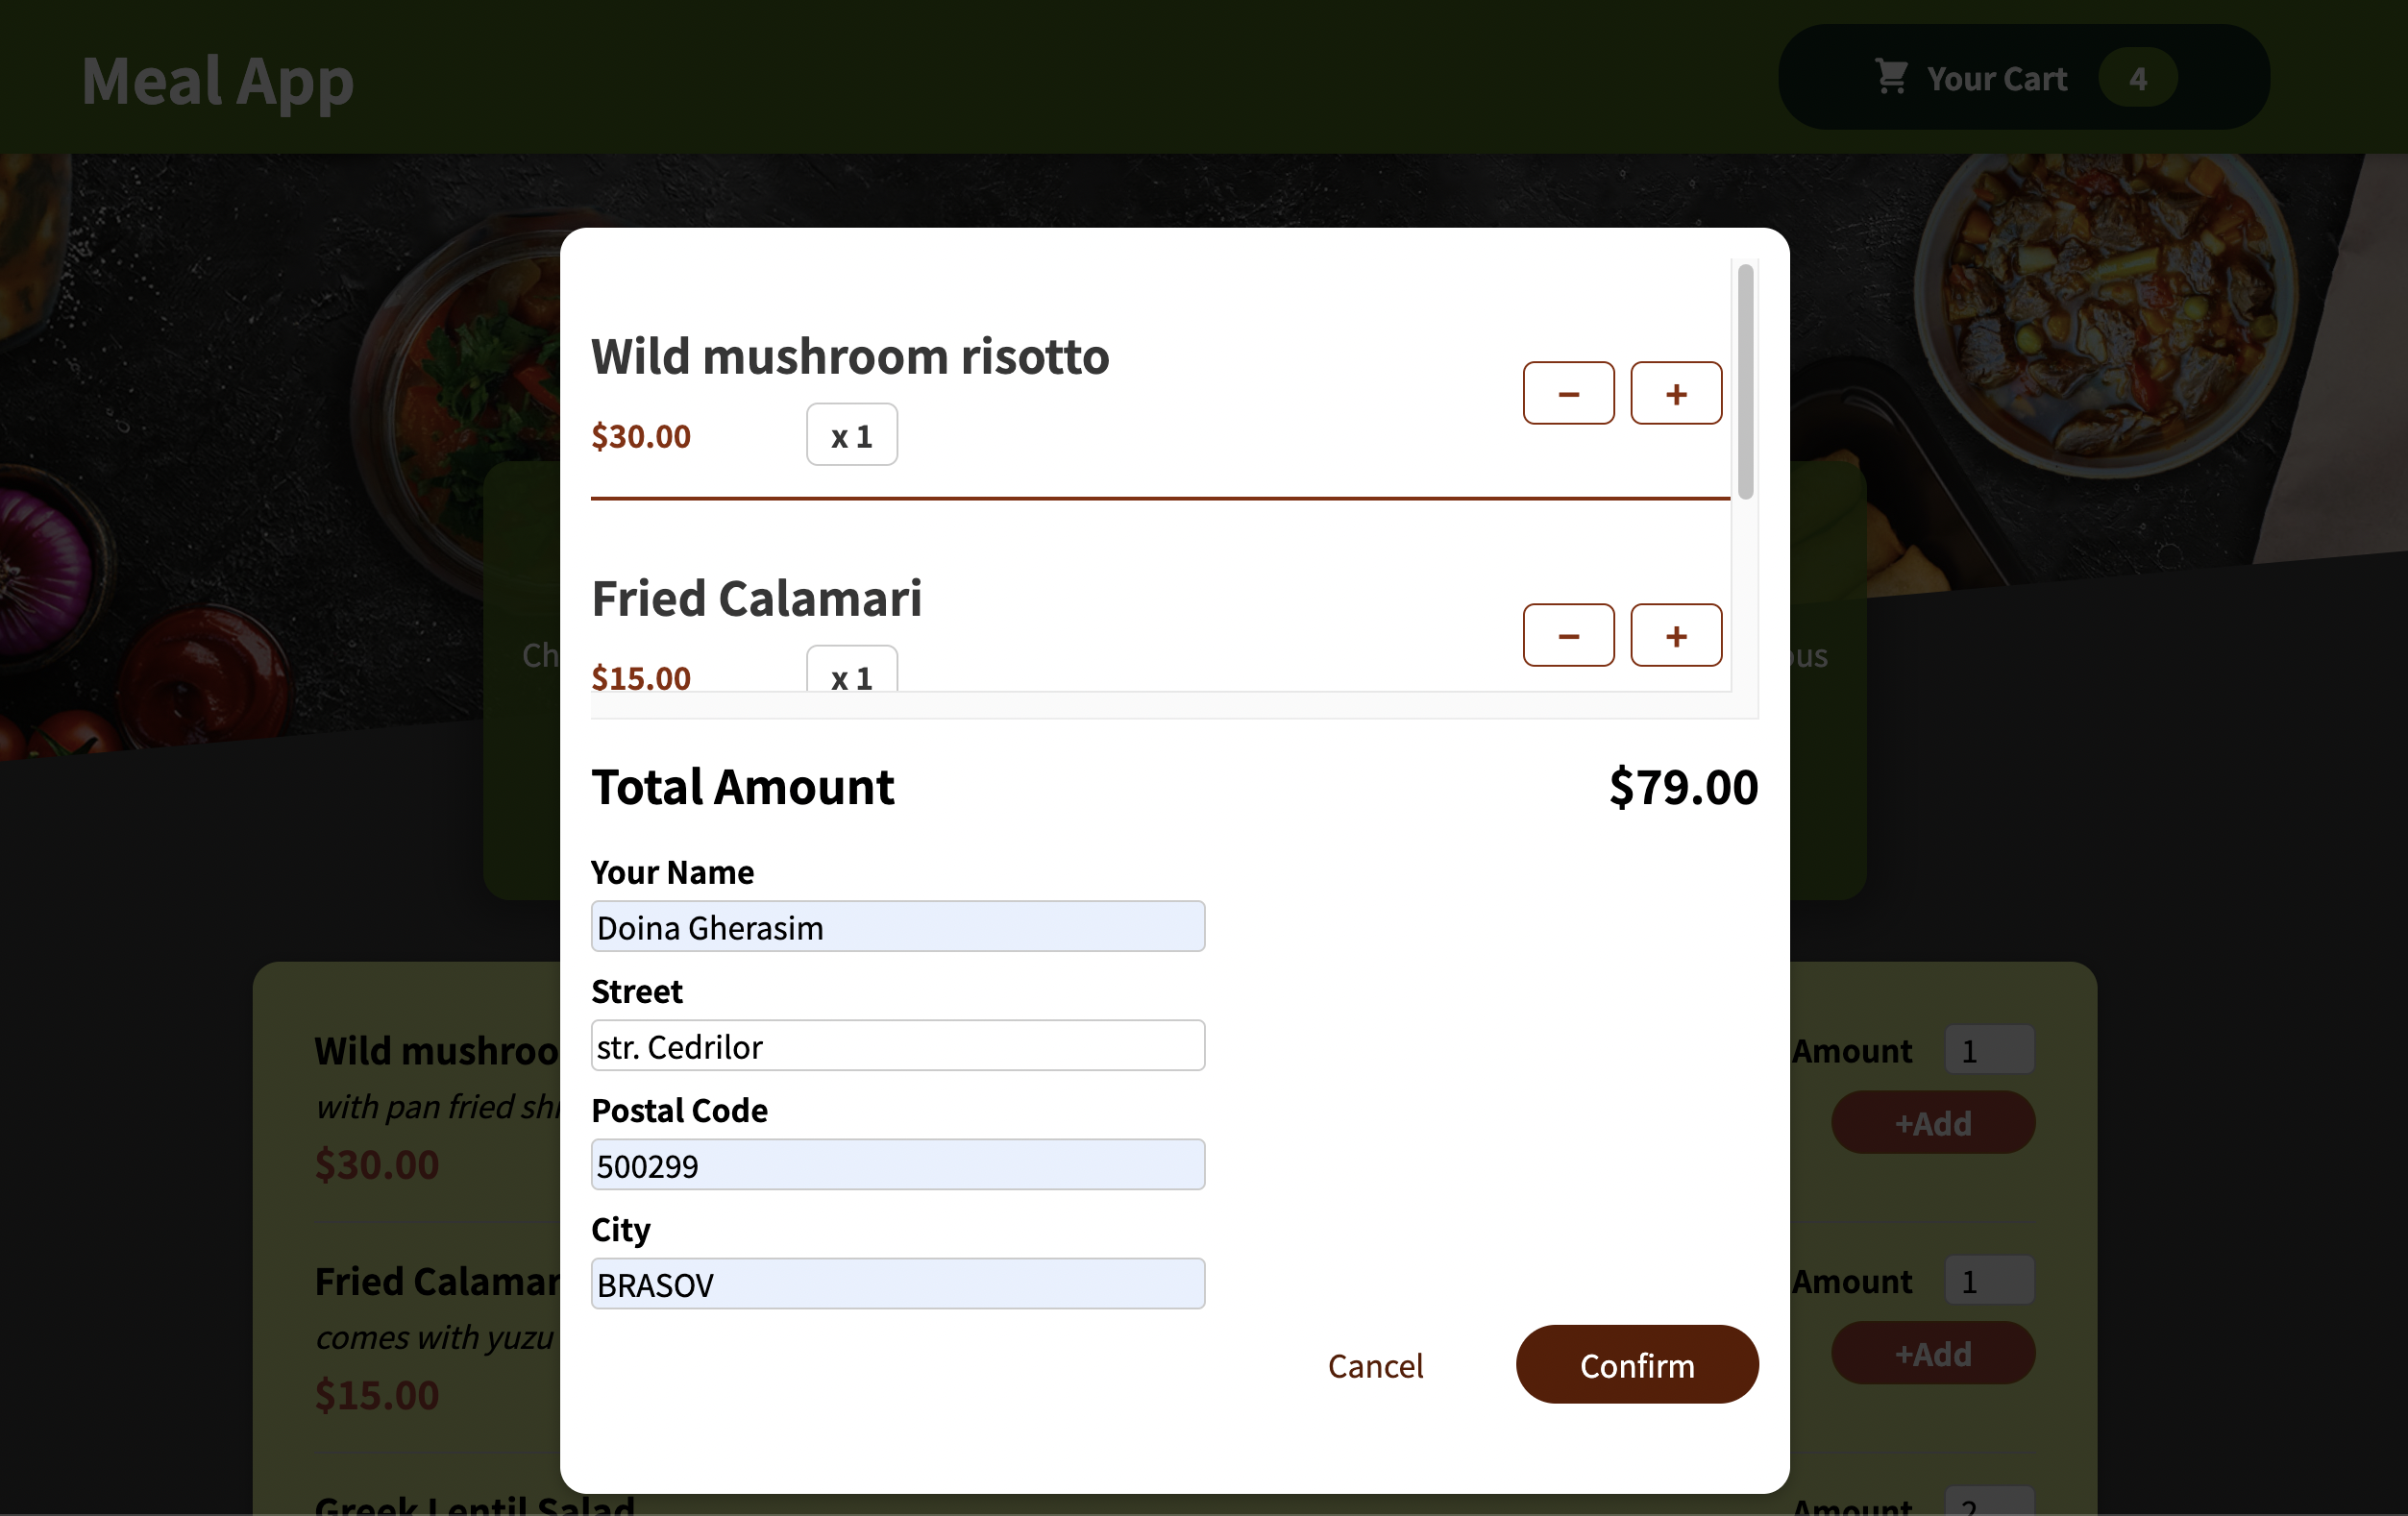 Meal App
Your Cart 4
Wild mushroom risotto
− +
$30.00 x 1
Fried Calamari
− +
$15.00 x 1
Ch
ous
Total Amount $79.00
Your Name
Doina Gherasim
Street
str. Cedrilor
Postal Code
500299
City
BRASOV
Cancel Confirm
Wild mushroo
with pan fried sh
$30.00
Amount 1
+Add
Fried Calamar
comes with yuzu
$15.00
Amount 1
+Add
Greek Lentil Salad
Amount 2